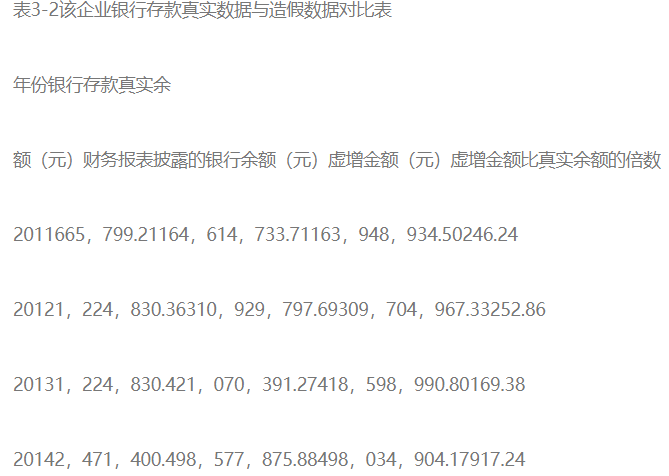 表3-2该企业银行存款真实数据与造假数据对比表
年份银行存款真实余
额（元）财务报表披露的银行余额（元）虚增金额（元）虚增金额比真实余额的倍数
2011665，799.21164，614，733.71163，948，934.50246.24
20121，224，830.36310，929，797.69309，704，967.33252.86
20131，224，830.421，070，391.27418，598，990.80169.38
20142，471，400.498，577，875.88498，034，904.17917.24